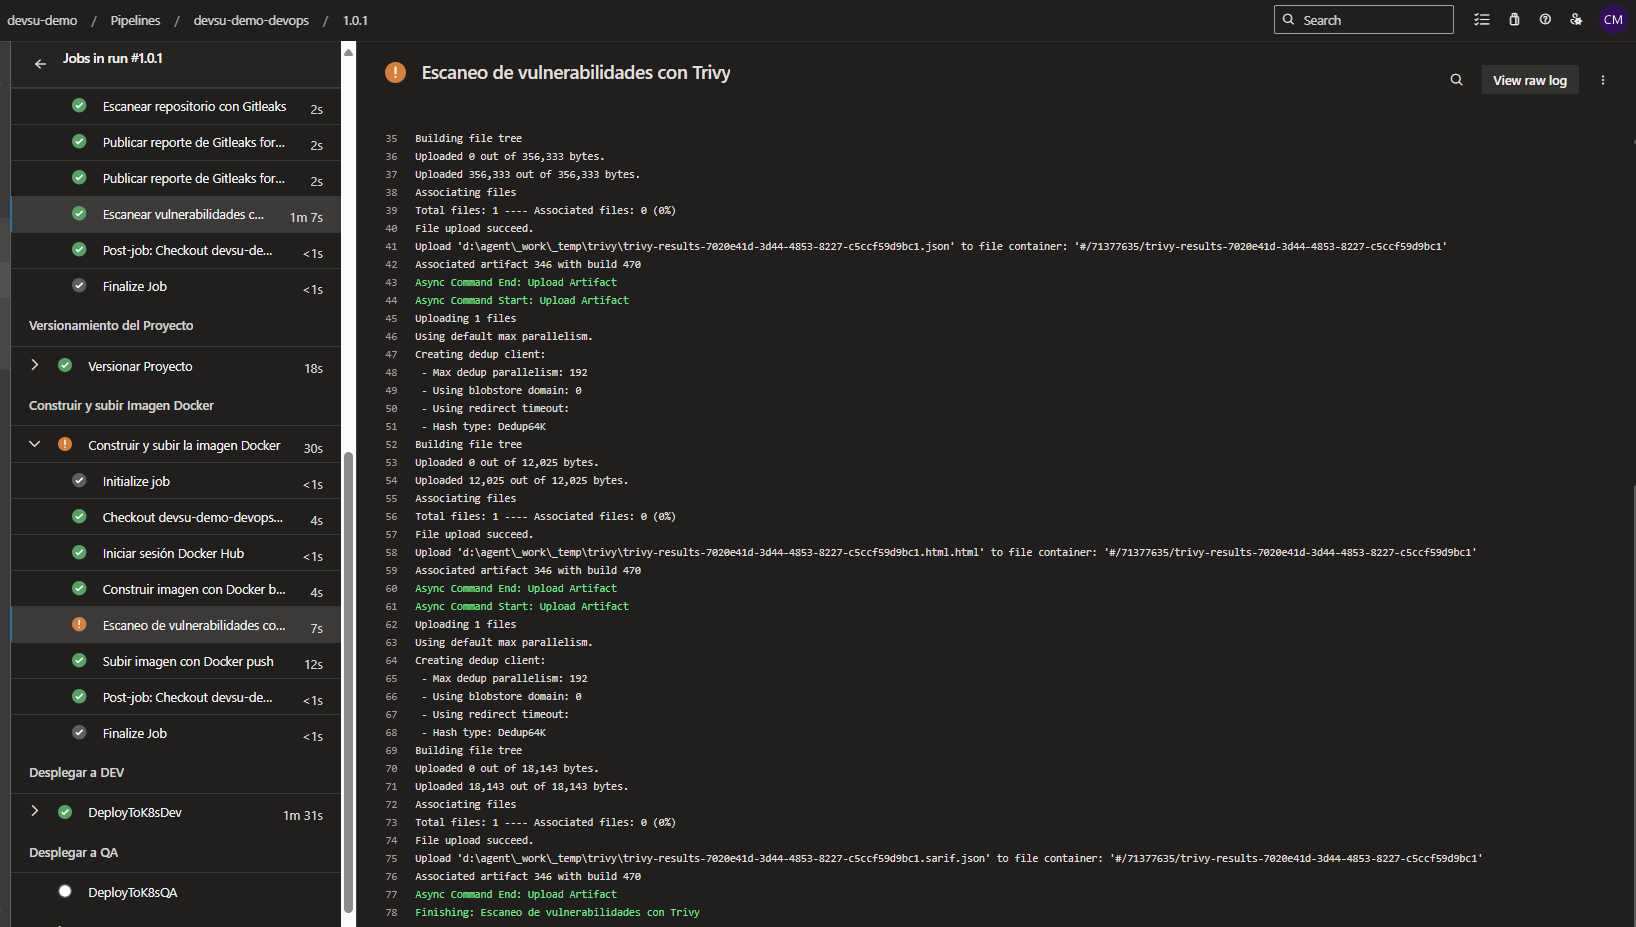 devsu-demo / Pipelines / devsu-demo-devops / 1.0.1
Search
CM
Jobs in run #1.0.1
Escanear repositorio con Gitleaks 2s
Publicar reporte de Gitleaks for... 2s
Publicar reporte de Gitleaks for... 2s
Escanear vulnerabilidades c... 1m 7s
Post-job: Checkout devsu-de... <1s
Finalize Job <1s
Versionamiento del Proyecto
Versionar Proyecto 18s
Construir y subir Imagen Docker
Construir y subir la imagen Docker 30s
Initialize job <1s
Checkout devsu-demo-devops... 4s
Iniciar sesión Docker Hub <1s
Construir imagen con Docker b... 4s
Escaneo de vulnerabilidades co... 7s
Subir imagen con Docker push 12s
Post-job: Checkout devsu-de... <1s
Finalize Job <1s
Desplegar a DEV
DeployToK8sDev 1m 31s
Desplegar a QA
DeployToK8sQA
Escaneo de vulnerabilidades con Trivy
View raw log
35 Building file tree
36 Uploaded 0 out of 356,333 bytes.
37 Uploaded 356,333 out of 356,333 bytes.
38 Associating files
39 Total files: 1 ---- Associated files: 0 (0%)
40 File upload succeed.
41 Upload 'd:\agent\_work\_temp\trivy\trivy-results-7020e41d-3d44-4853-8227-c5ccf59d9bc1.json' to file container: '#/71377635/trivy-results-7020e41d-3d44-4853-8227-c5ccf59d9bc1'
42 Associated artifact 346 with build 470
43 Async Command End: Upload Artifact
44 Async Command Start: Upload Artifact
45 Uploading 1 files
46 Using default max parallelism.
47 Creating dedup client:
48 - Max dedup parallelism: 192
49 - Using blobstore domain: 0
50 - Using redirect timeout:
51 - Hash type: Dedup64K
52 Building file tree
53 Uploaded 0 out of 12,025 bytes.
54 Uploaded 12,025 out of 12,025 bytes.
55 Associating files
56 Total files: 1 ---- Associated files: 0 (0%)
57 File upload succeed.
58 Upload 'd:\agent\_work\_temp\trivy\trivy-results-7020e41d-3d44-4853-8227-c5ccf59d9bc1.html.html' to file container: '#/71377635/trivy-results-7020e41d-3d44-4853-8227-c5ccf59d9bc1'
59 Associated artifact 346 with build 470
60 Async Command End: Upload Artifact
61 Async Command Start: Upload Artifact
62 Uploading 1 files
63 Using default max parallelism.
64 Creating dedup client:
65 - Max dedup parallelism: 192
66 - Using blobstore domain: 0
67 - Using redirect timeout:
68 - Hash type: Dedup64K
69 Building file tree
70 Uploaded 0 out of 18,143 bytes.
71 Uploaded 18,143 out of 18,143 bytes.
72 Associating files
73 Total files: 1 ---- Associated files: 0 (0%)
74 File upload succeed.
75 Upload 'd:\agent\_work\_temp\trivy\trivy-results-7020e41d-3d44-4853-8227-c5ccf59d9bc1.sarif.json' to file container: '#/71377635/trivy-results-7020e41d-3d44-4853-8227-c5ccf59d9bc1'
76 Associated artifact 346 with build 470
77 Async Command End: Upload Artifact
78 Finishing: Escaneo de vulnerabilidades con Trivy